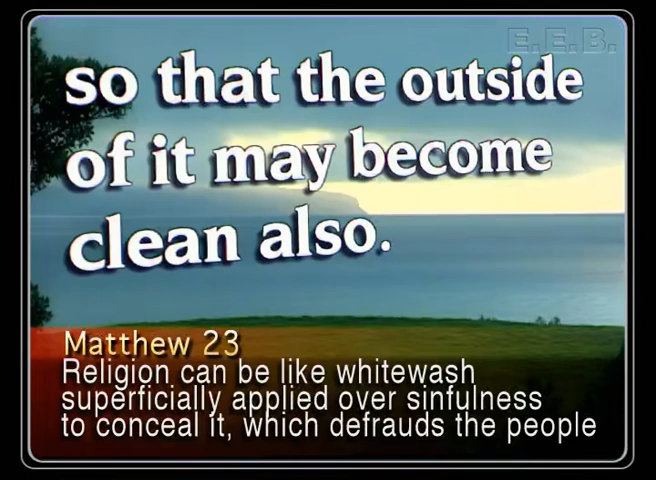 E.E.B.
so that the outside
of it may become
clean also.
Matthew 23
Religion can be like whitewash
superficially applied over sinfulness
to conceal it, which defrauds the people